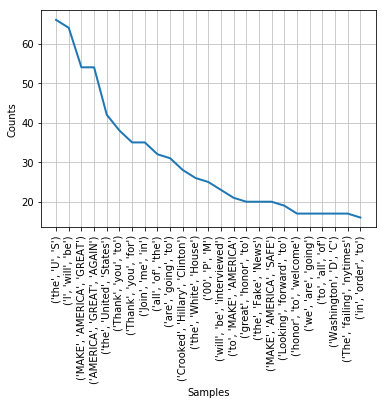 60
50
40
30
20
Counts
('the', 'U', 'S')
('I', 'will', 'be')
('MAKE', 'AMERICA', 'GREAT')
('AMERICA', 'GREAT', 'AGAIN')
('the', 'United', 'States')
('Thank', 'you', 'to')
('Thank', 'you', 'for')
('Join', 'me', 'in')
('all', 'of', 'the')
('are', 'going', 'to')
('Crooked', 'Hillary', 'Clinton')
('the', 'White', 'House')
('00', 'P', 'M')
('will', 'be', 'interviewed')
('to', 'MAKE', 'AMERICA')
('great', 'honor', 'to')
('the', 'Fake', 'News')
('MAKE', 'AMERICA', 'SAFE')
('Looking', 'forward', 'to')
('honor', 'to', 'welcome')
('we', 'are', 'going')
('to', 'all', 'of')
('Washington', 'D', 'C')
('The', 'failing', 'nytimes')
('in', 'order', 'to')
Samples